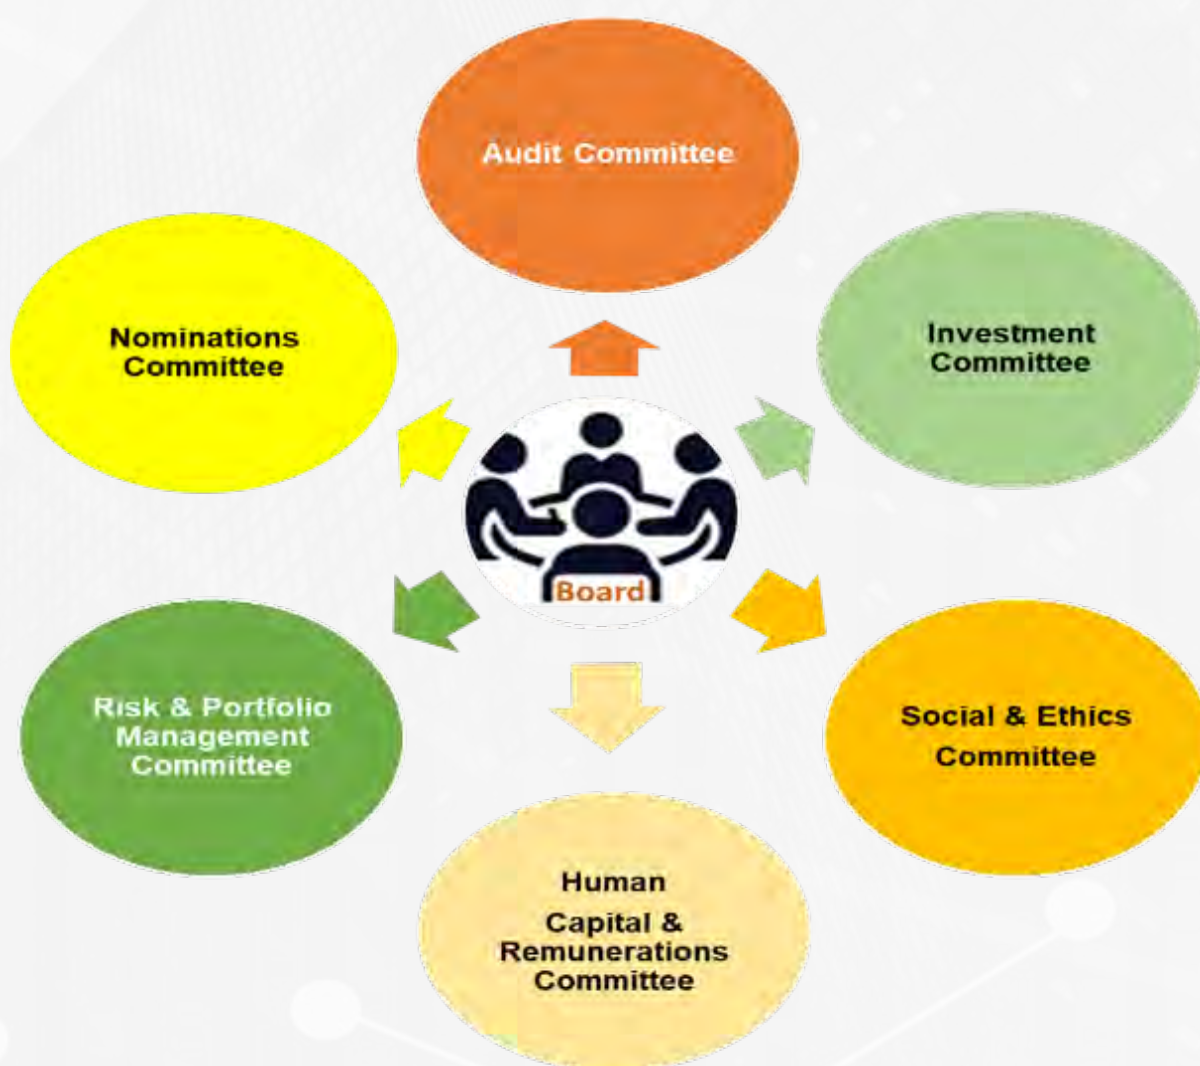 Audit Committee
Nominations
Committee
Investment
Committee
Board
Risk & Portfolio
Management
Committee
Social & Ethics
Committee
Human
Capital &
Remunerations
Committee